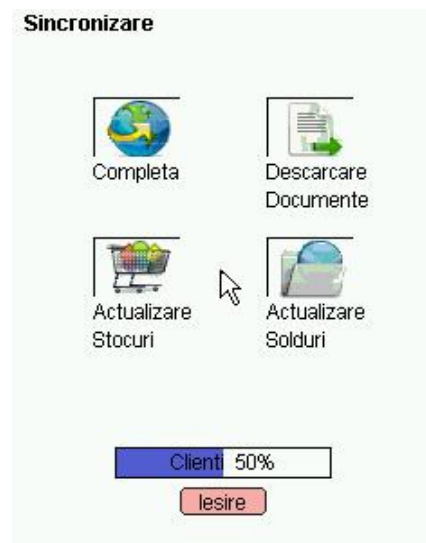 Sincronizare
Completa
Descarcare
Documente
Actualizare
Stocuri
Actualizare
Solduri
Clienti 50%
Iesire